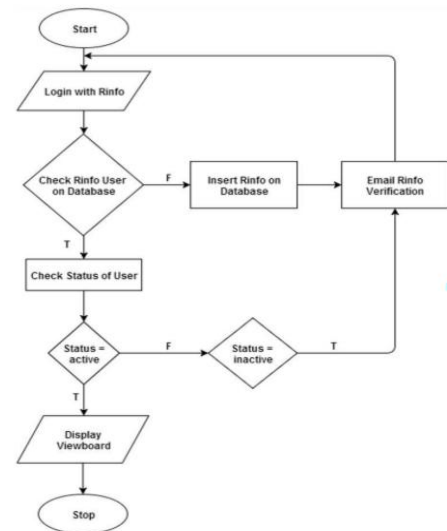 Start
Login with Rinfo
Check Rinfo User
on Database
F
Insert Rinfo on
Database
Email Rinfo
Verification
T
Check Status of User
Status =
active
F
Status =
inactive
T
T
Display
Viewboard
Stop